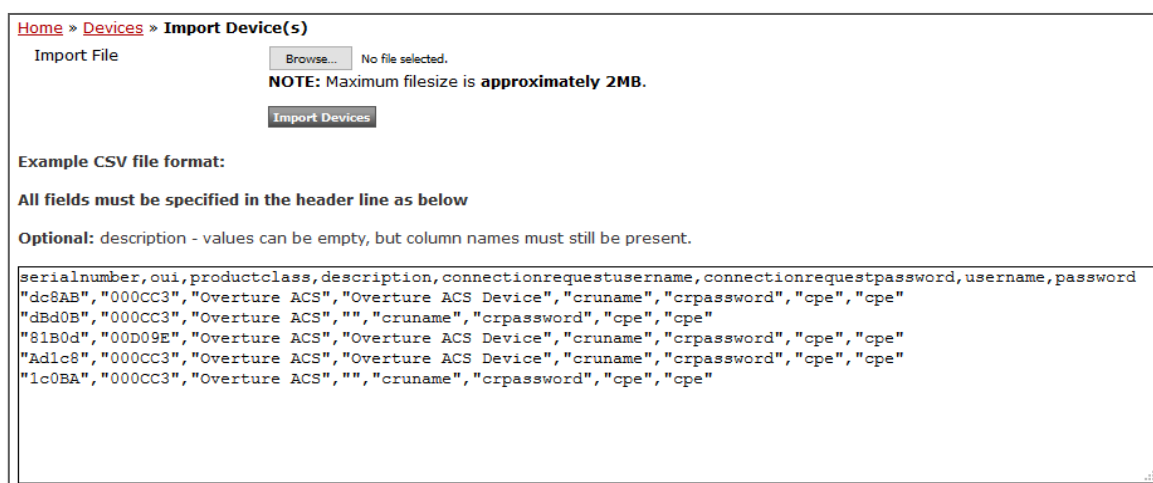 Home » Devices » Import Device(s)
Import File
Browse... No file selected.
NOTE: Maximum filesize is approximately 2MB.
Import Devices
Example CSV file format:
All fields must be specified in the header line as below
Optional: description - values can be empty, but column names must still be present.
serialnumber,oui,productclass,description,connectionrequestusername,connectionrequestpassword,username,password
"dc8AB","000CC3","Overture ACS","Overture ACS Device","cruname","crpassword","cpe","cpe"
"dBd0B","000CC3","Overture ACS","","cruname","crpassword","cpe","cpe"
"81B0d","00D09E","Overture ACS","Overture ACS Device","cruname","crpassword","cpe","cpe"
"Ad1c8","000CC3","Overture ACS","Overture ACS Device","cruname","crpassword","cpe","cpe"
"1c0BA","000CC3","Overture ACS","","cruname","crpassword","cpe","cpe"